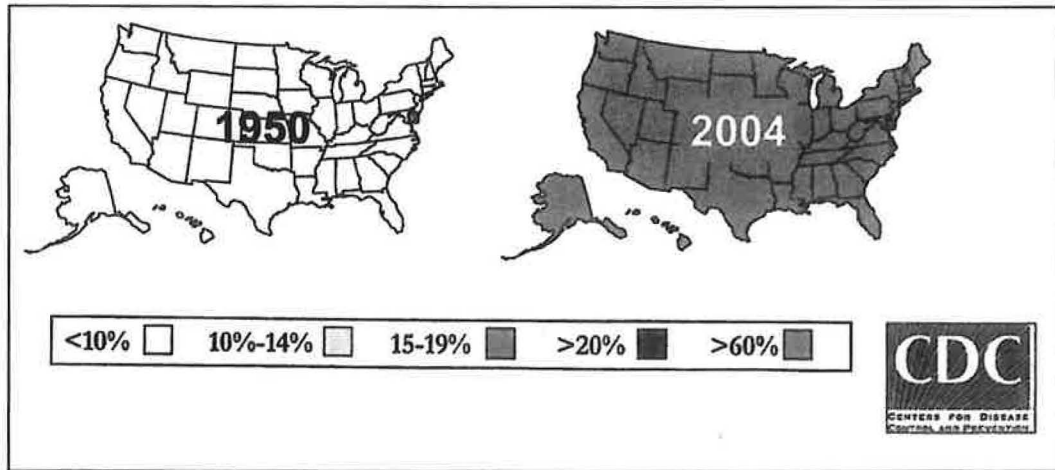 1950
2004
<10% 10%-14% 15-19% >20% >60%
CDC
CENTERS FOR DISEASE
CONTROL AND PREVENTION